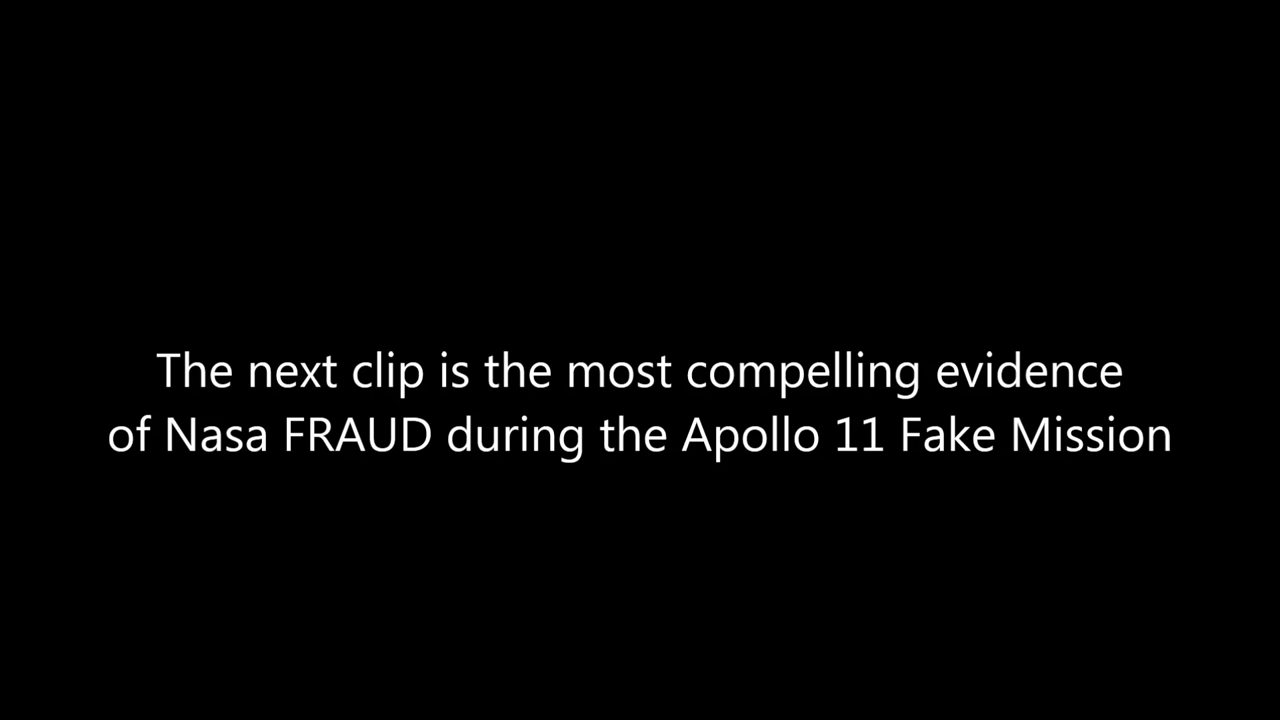 The next clip is the most compelling evidence
of Nasa FRAUD during the Apollo 11 Fake Mission